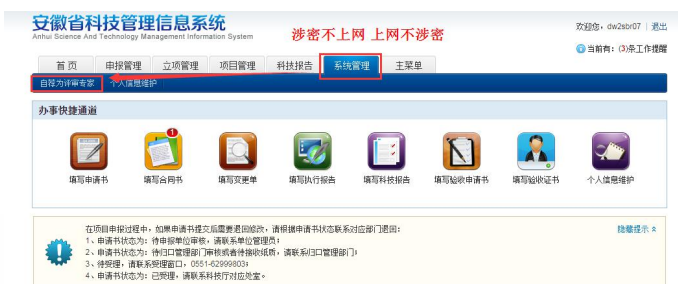 安徽省科技管理信息系统
Anhui Science And Technology Management Information System
涉密不上网 上网不涉密
欢迎您，dw2sbr07 | 退出
当前有：(3)条工作提醒
首页 申报管理 立项管理 项目管理 科技报告 系统管理 主菜单
自荐为评审专家 个人信息维护
办事快捷通道
1
填写申请书 填写合同书 填写变更单 填写执行报告 填写科技报告 填写验收申请书 填写验收证书 个人信息维护
在项目申报过程中，如果申请书提交后需要退回修改，请根据申请书状态联系对应部门退回： 隐藏提示
1、申请书状态为：待申报单位审核，请联系单位管理员；
2、申请书状态为：待归口管理部门审核或者待接收纸质，请联系归口管理部门；
3、待受理，请联系受理窗口，0551-62999803；
4、申请书状态为：已受理，请联系科技厅对应处室。